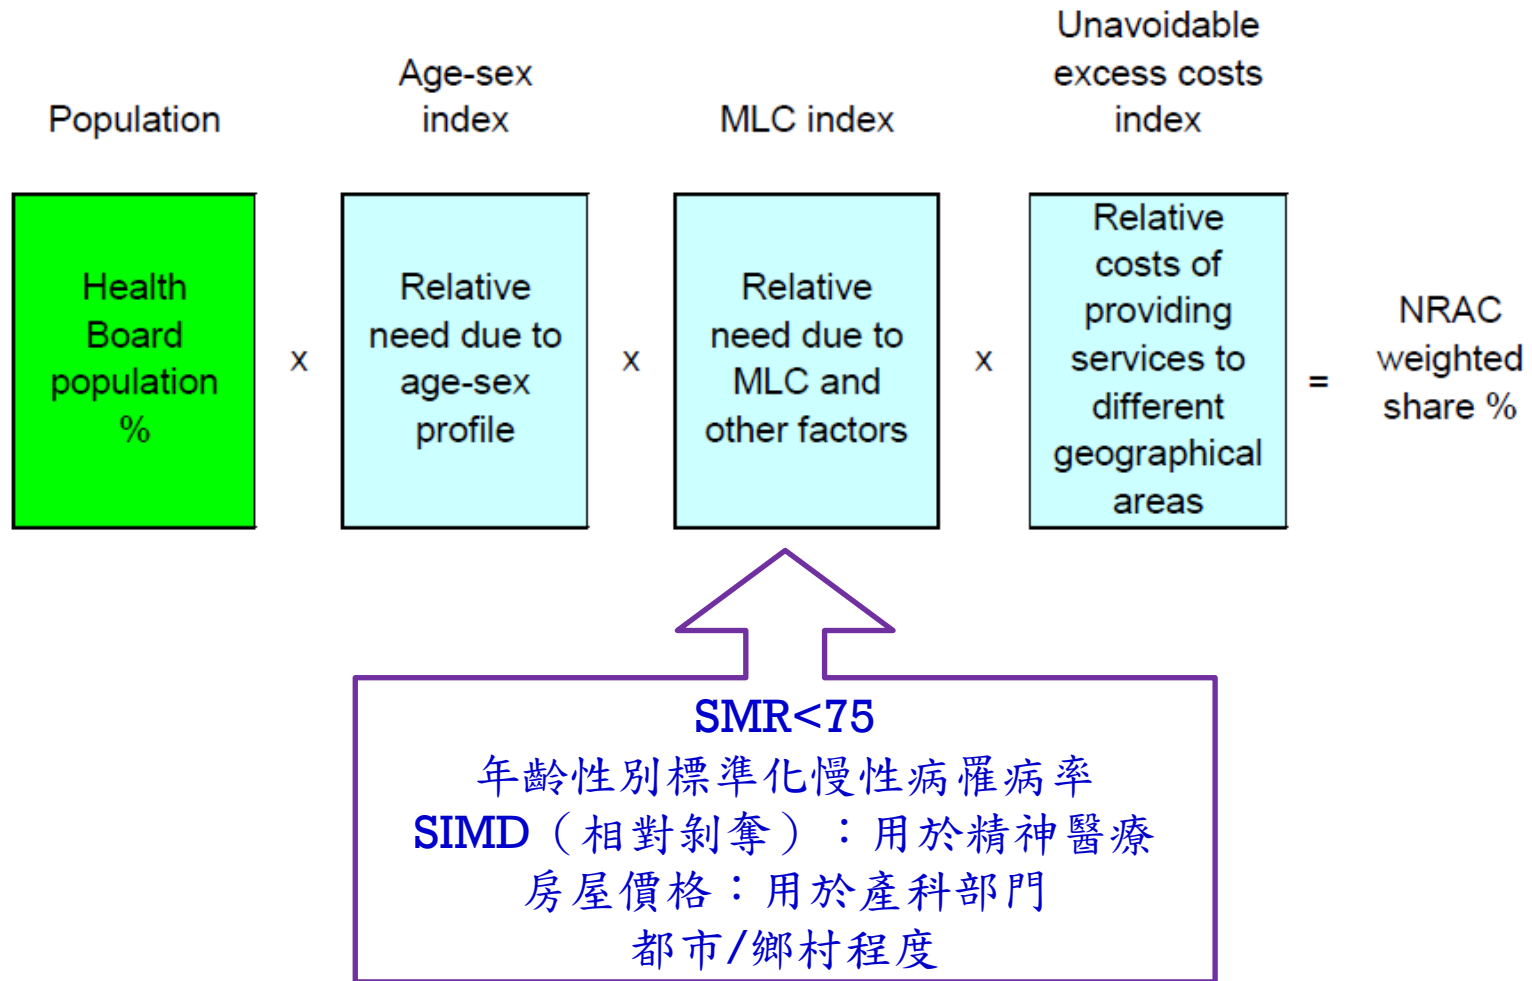 Population
Age-sex
index
MLC index
Unavoidable
excess costs
index
Health
Board
population
%
x
Relative
need due to
age-sex
profile
x
Relative
need due to
MLC and
other factors
x
Relative
costs of
providing
services to
different
geographical
areas
=
NRAC
weighted
share %
SMR<75
年齡性別標準化慢性病罹病率
SIMD（相對剝奪）：用於精神醫療
房屋價格：用於產科部門
都市/鄉村程度